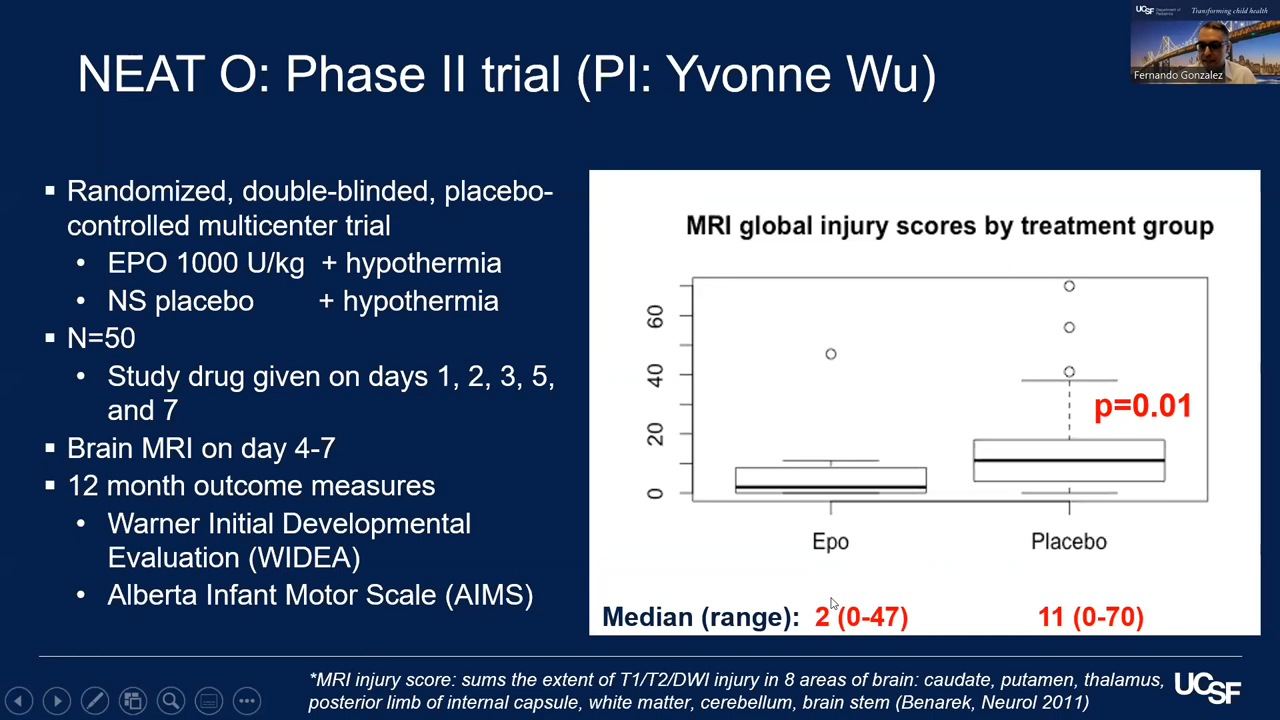 UCSF Department of Pediatrics Transforming child health
Fernando Gonzalez
NEAT O: Phase II trial (PI: Yvonne Wu)
▪ Randomized, double-blinded, placebo-
controlled multicenter trial
• EPO 1000 U/kg + hypothermia
• NS placebo + hypothermia
▪ N=50
• Study drug given on days 1, 2, 3, 5,
and 7
▪ Brain MRI on day 4-7
▪ 12 month outcome measures
• Warner Initial Developmental
Evaluation (WIDEA)
• Alberta Infant Motor Scale (AIMS)
MRI global injury scores by treatment group
60
40
20
0
p=0.01
Epo Placebo
Median (range): 2 (0-47) 11 (0-70)
*MRI injury score: sums the extent of T1/T2/DWI injury in 8 areas of brain: caudate, putamen, thalamus,
posterior limb of internal capsule, white matter, cerebellum, brain stem (Benarek, Neurol 2011)
UCSF